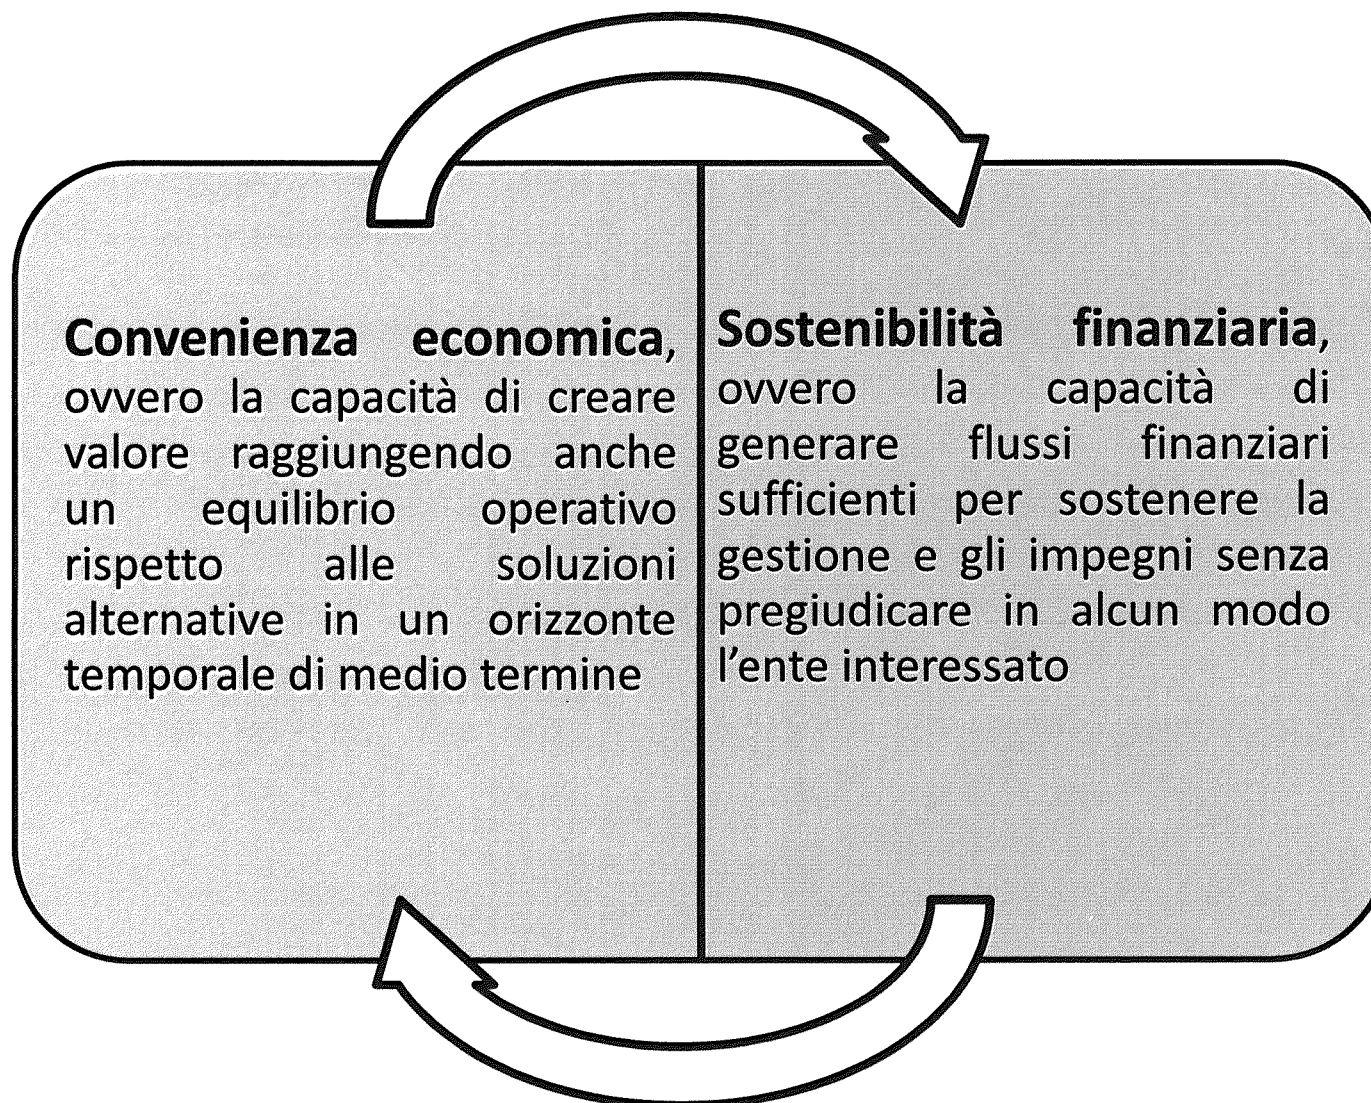 Convenienza economica,
ovvero la capacità di creare
valore raggiungendo anche
un equilibrio operativo
rispetto alle soluzioni
alternative in un orizzonte
temporale di medio termine
Sostenibilità finanziaria,
ovvero la capacità di
generare flussi finanziari
sufficienti per sostenere la
gestione e gli impegni senza
pregiudicare in alcun modo
l'ente interessato